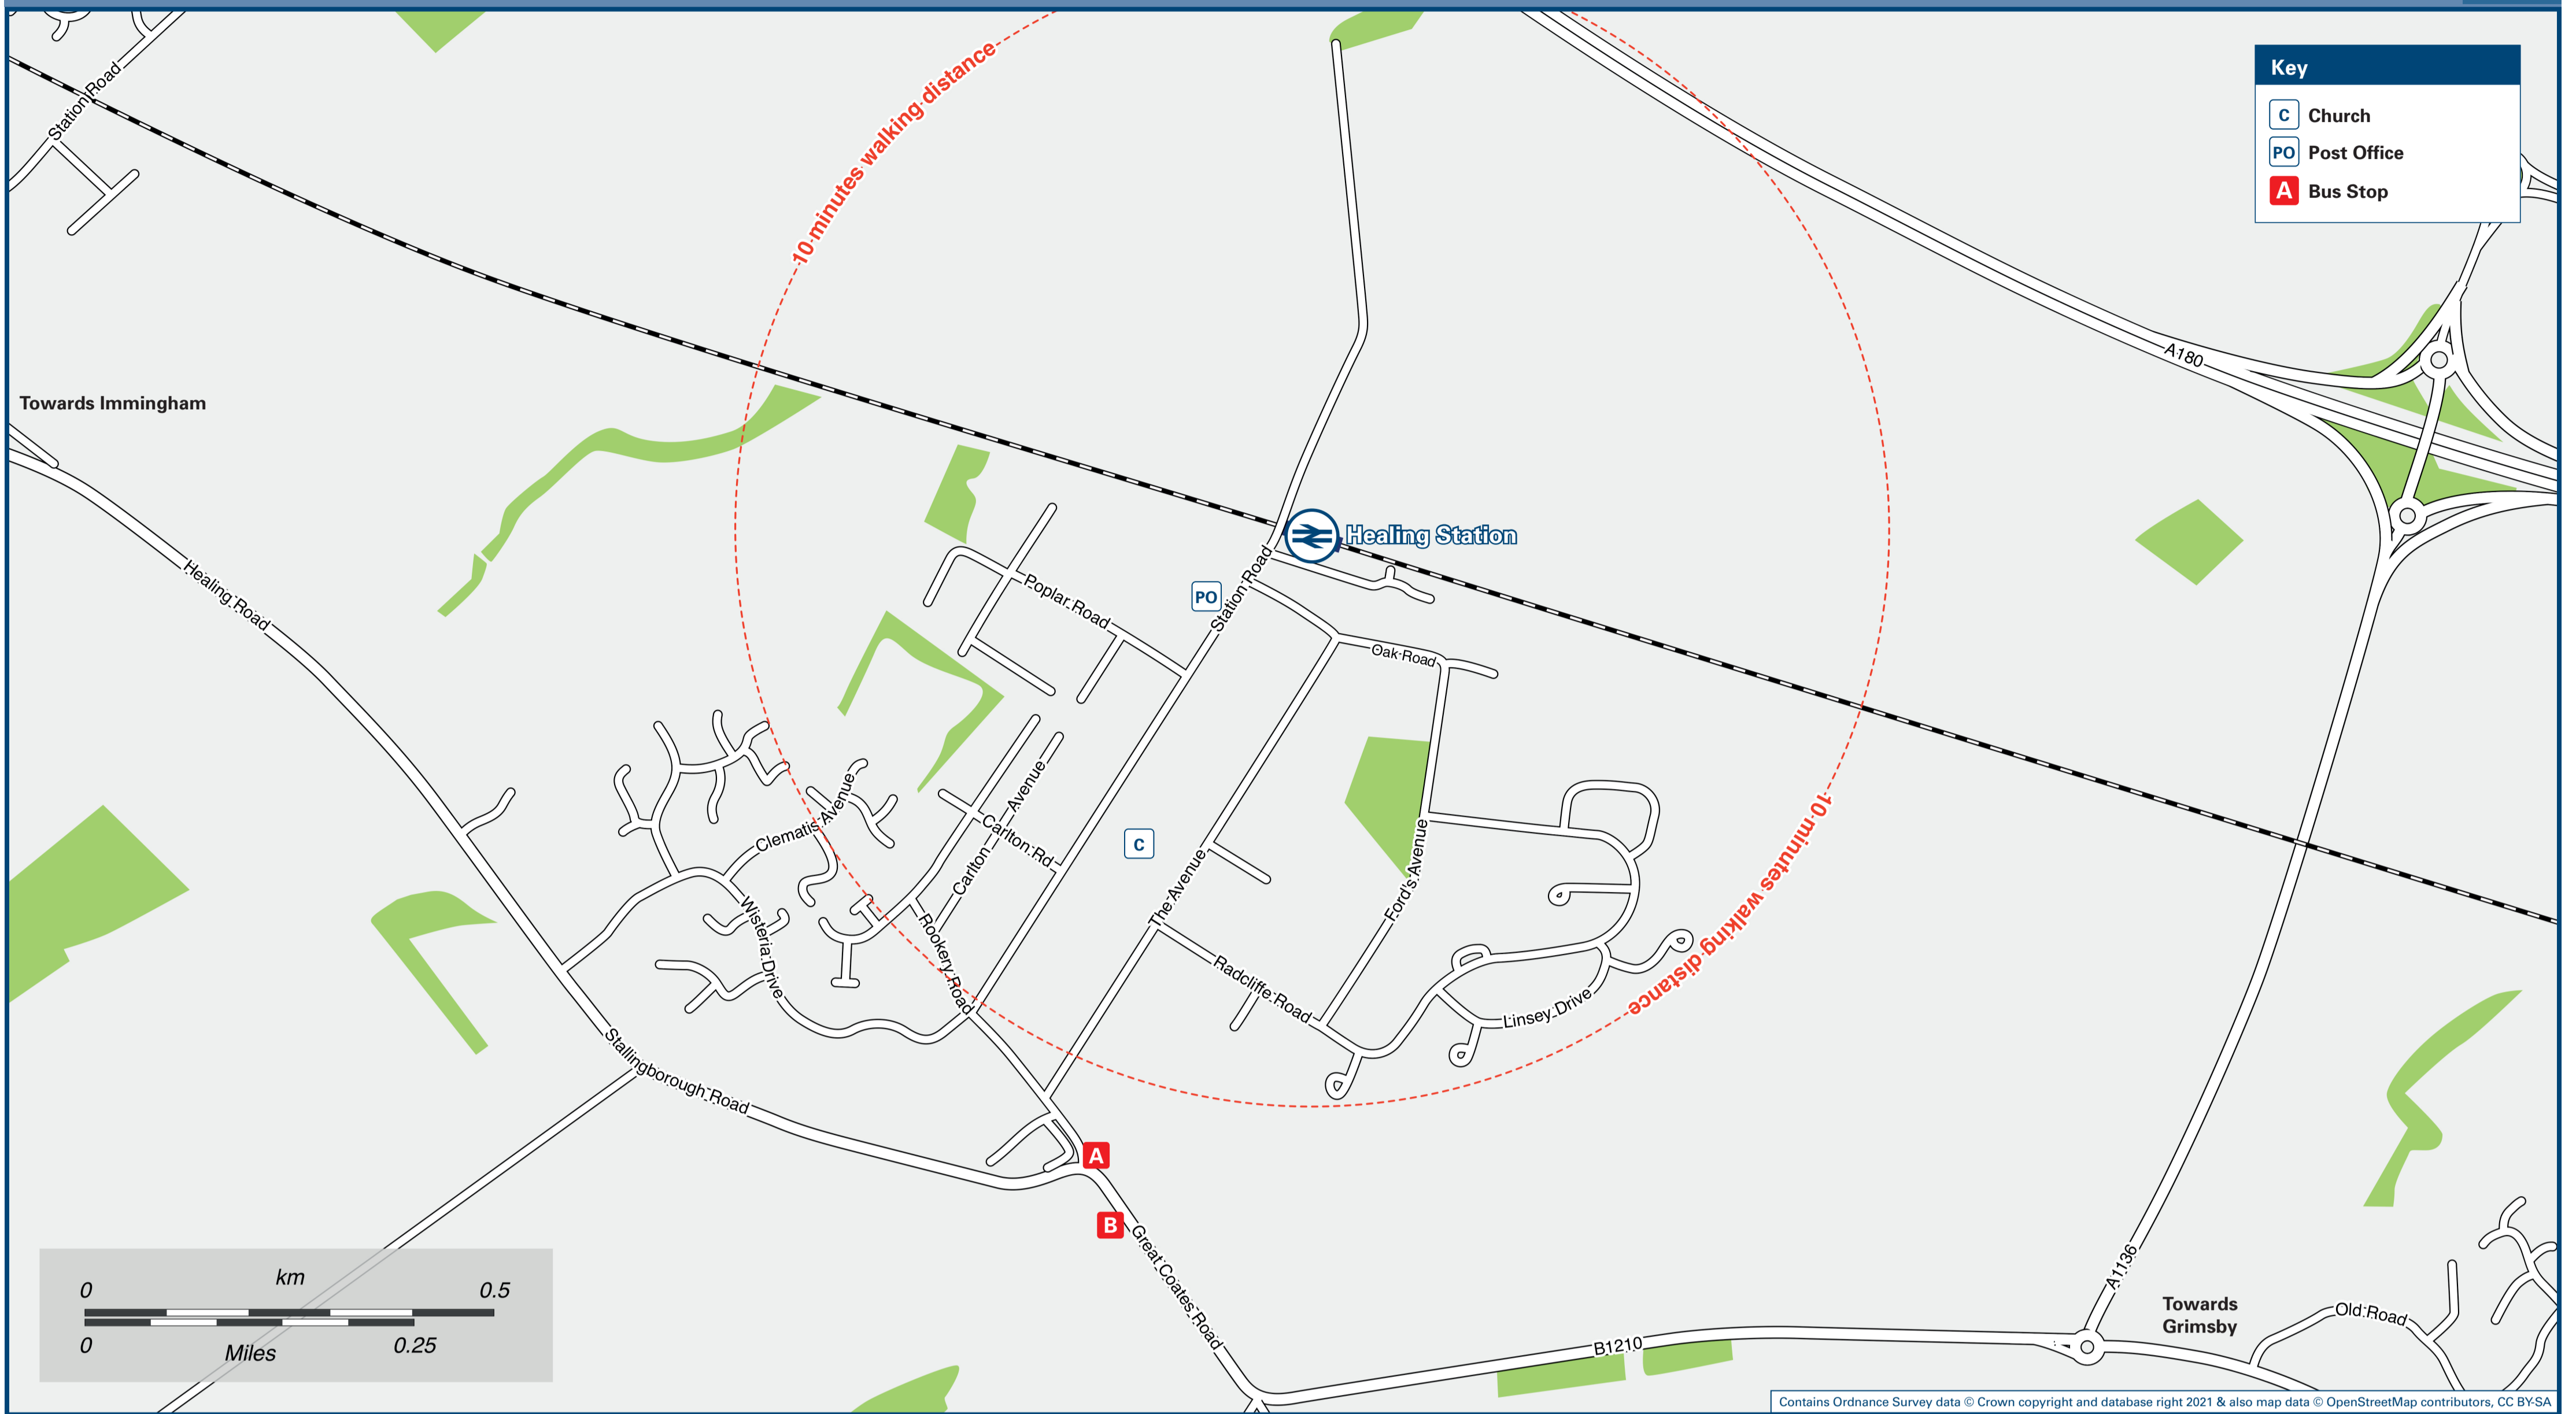 Station Road
10 minutes walking distance
Key
C Church
PO Post Office
A Bus Stop
A180
Towards Immingham
Healing Station
Healing Road
Poplar Road
PO
Station Road
Oak Road
Clematis Avenue
Carlton Avenue
Carlton Rd
C
The Avenue
Ford's Avenue
10 minutes walking distance
Wisteria Drive
Rookery Road
Radcliffe Road
Linsey Drive
Stallingborough Road
A
B
Great Coates Road
A1136
Towards
Grimsby
Old Road
B1210
km
0 0.5
0 0.25
Miles
Contains Ordnance Survey data © Crown copyright and database right 2021 & also map data © OpenStreetMap contributors, CC BY-SA